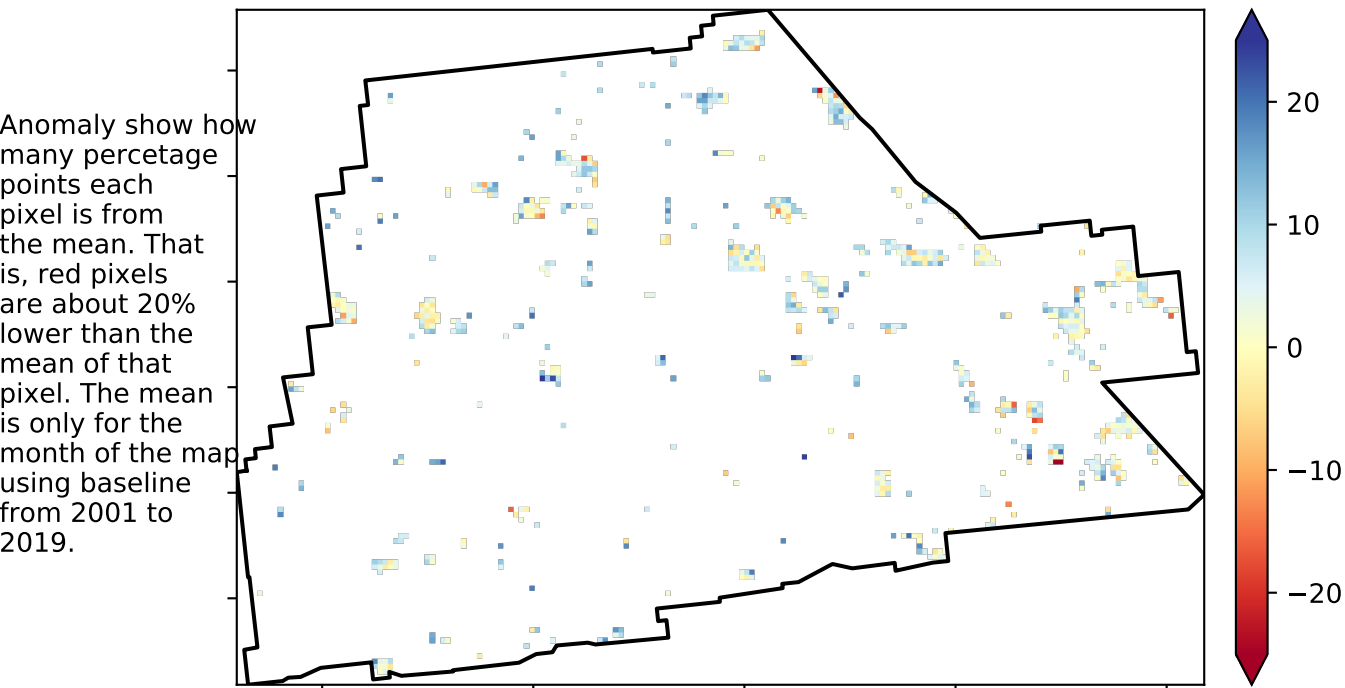 Anomaly show how
many percetage
points each
pixel is from
the mean. That
is, red pixels
are about 20%
lower than the
mean of that
pixel. The mean
is only for the
month of the map
using baseline
from 2001 to
2019.
20
10
0
−10
−20